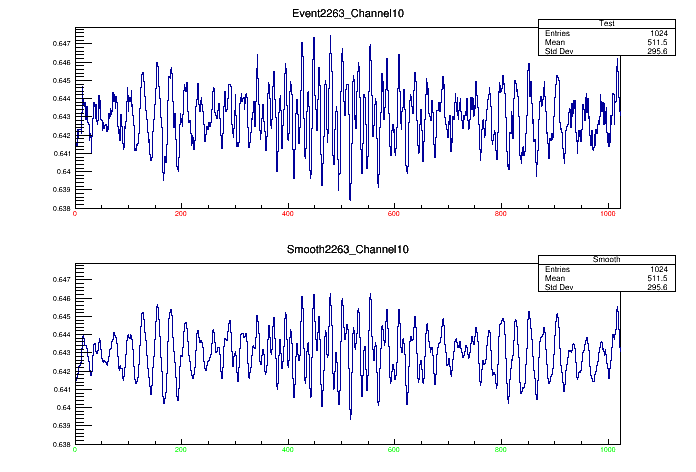 Event2263_Channel10
Test
Entries 1024
Mean 511.5
Std Dev 295.6
0.647
0.646
0.645
0.644
0.643
0.642
0.641
0.64
0.639
0.638
0 200 400 600 800 1000
Smooth2263_Channel10
Smooth
Entries 1024
Mean 511.5
Std Dev 295.6
0.647
0.646
0.645
0.644
0.643
0.642
0.641
0.64
0.639
0.638
0 200 400 600 800 1000